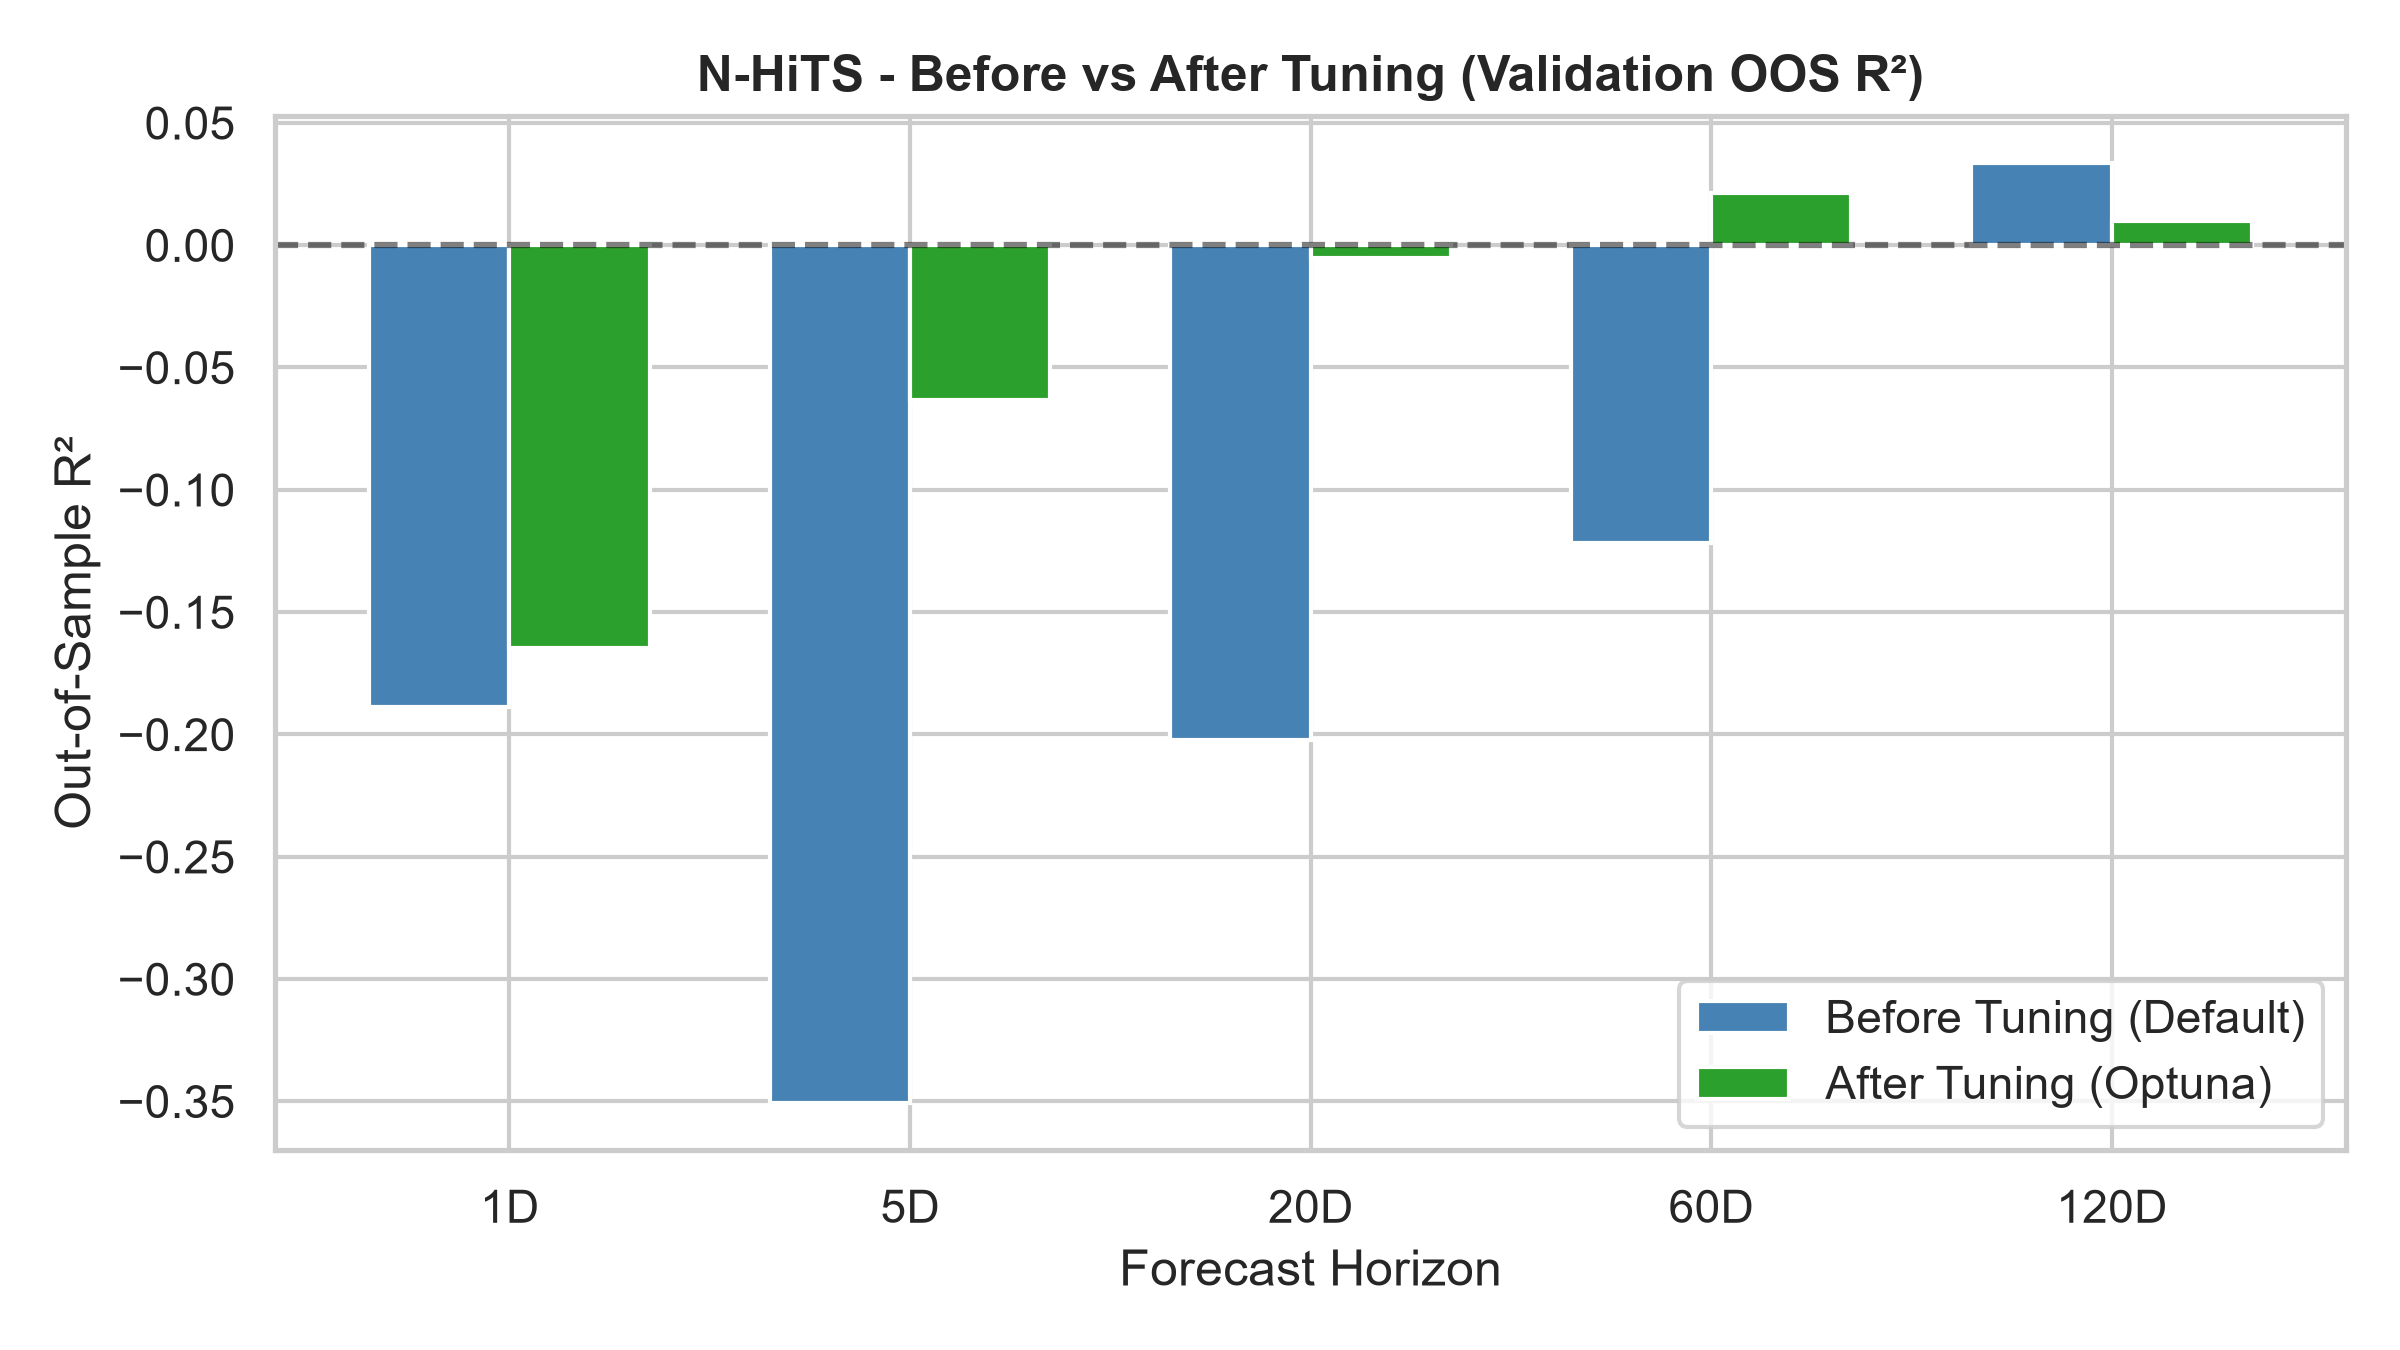 N-HiTS - Before vs After Tuning (Validation OOS R²)
Out-of-Sample R²
0.05
0.00
−0.05
−0.10
−0.15
−0.20
−0.25
−0.30
−0.35
Before Tuning (Default)
After Tuning (Optuna)
1D 5D 20D 60D 120D
Forecast Horizon